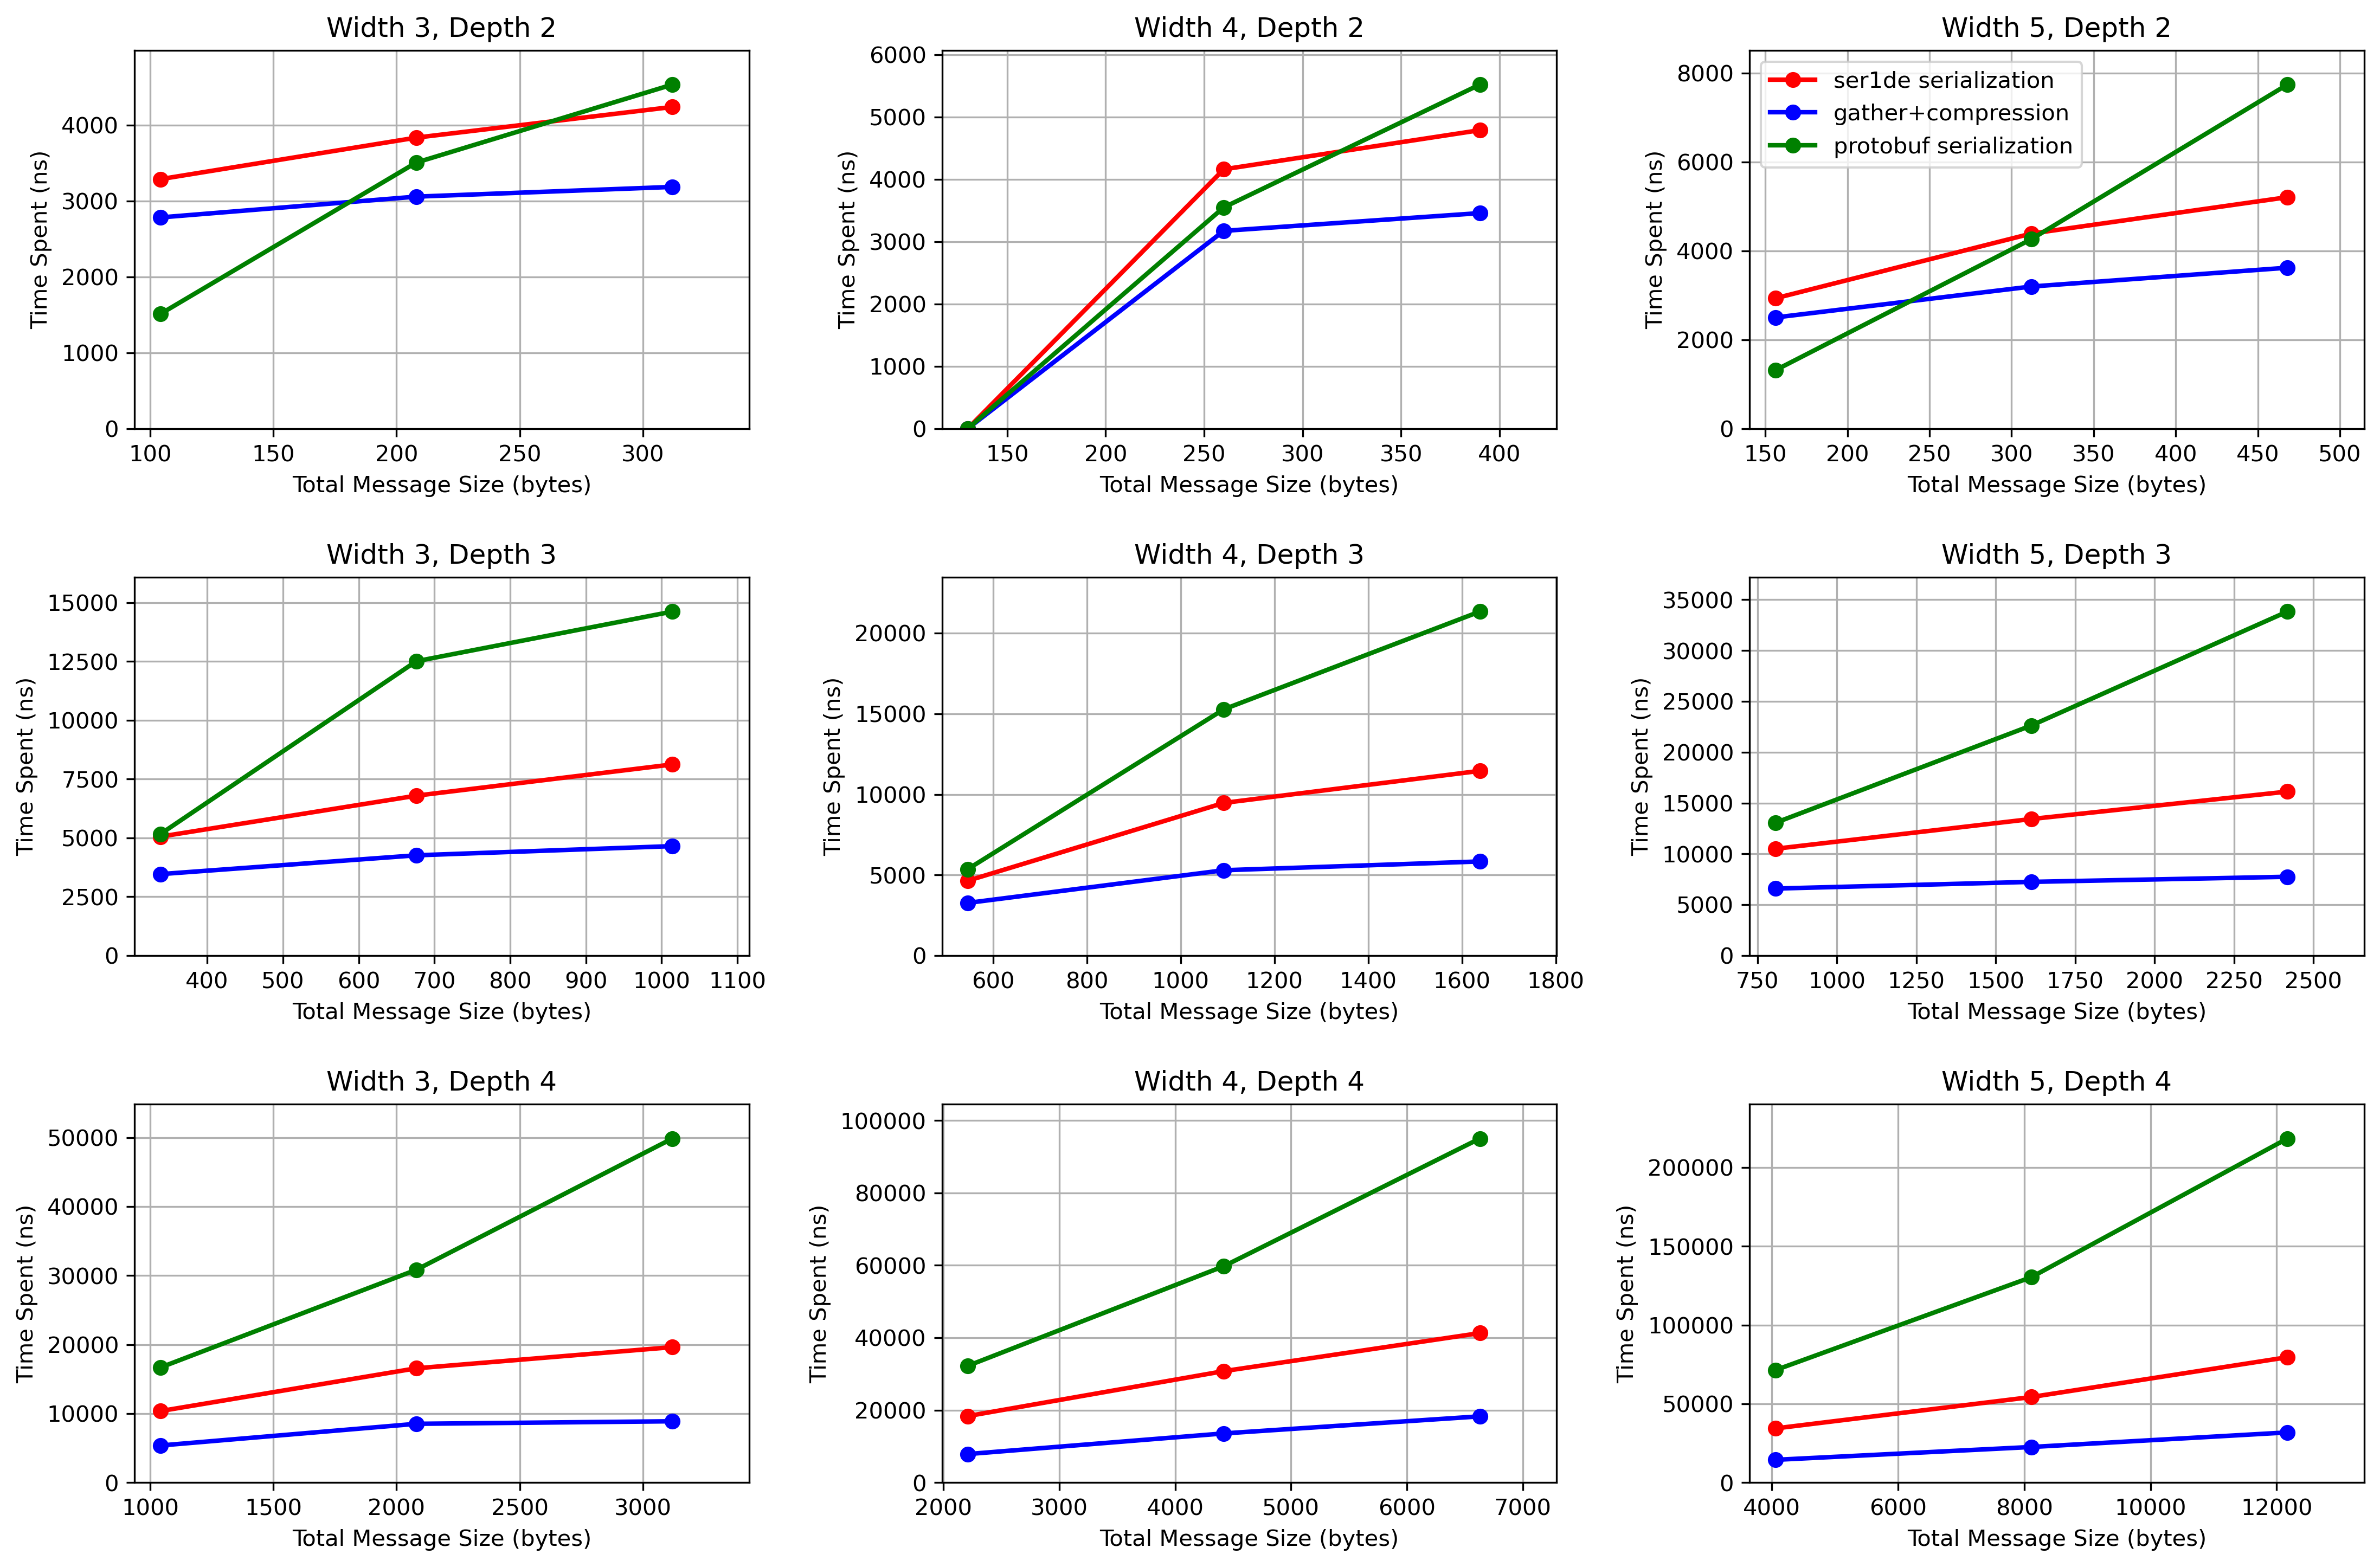 Width 3, Depth 2
Time Spent (ns)
4000
3000
2000
1000
0
100 150 200 250 300
Total Message Size (bytes)
Width 4, Depth 2
Time Spent (ns)
6000
5000
4000
3000
2000
1000
0
150 200 250 300 350 400
Total Message Size (bytes)
Width 5, Depth 2
ser1de serialization
gather+compression
protobuf serialization
Time Spent (ns)
8000
6000
4000
2000
0
150 200 250 300 350 400 450 500
Total Message Size (bytes)
Width 3, Depth 3
Time Spent (ns)
15000
12500
10000
7500
5000
2500
0
400 500 600 700 800 900 1000 1100
Total Message Size (bytes)
Width 4, Depth 3
Time Spent (ns)
20000
15000
10000
5000
0
600 800 1000 1200 1400 1600 1800
Total Message Size (bytes)
Width 5, Depth 3
Time Spent (ns)
35000
30000
25000
20000
15000
10000
5000
0
750 1000 1250 1500 1750 2000 2250 2500
Total Message Size (bytes)
Width 3, Depth 4
Time Spent (ns)
50000
40000
30000
20000
10000
0
1000 1500 2000 2500 3000
Total Message Size (bytes)
Width 4, Depth 4
Time Spent (ns)
100000
80000
60000
40000
20000
0
2000 3000 4000 5000 6000 7000
Total Message Size (bytes)
Width 5, Depth 4
Time Spent (ns)
200000
150000
100000
50000
0
4000 6000 8000 10000 12000
Total Message Size (bytes)